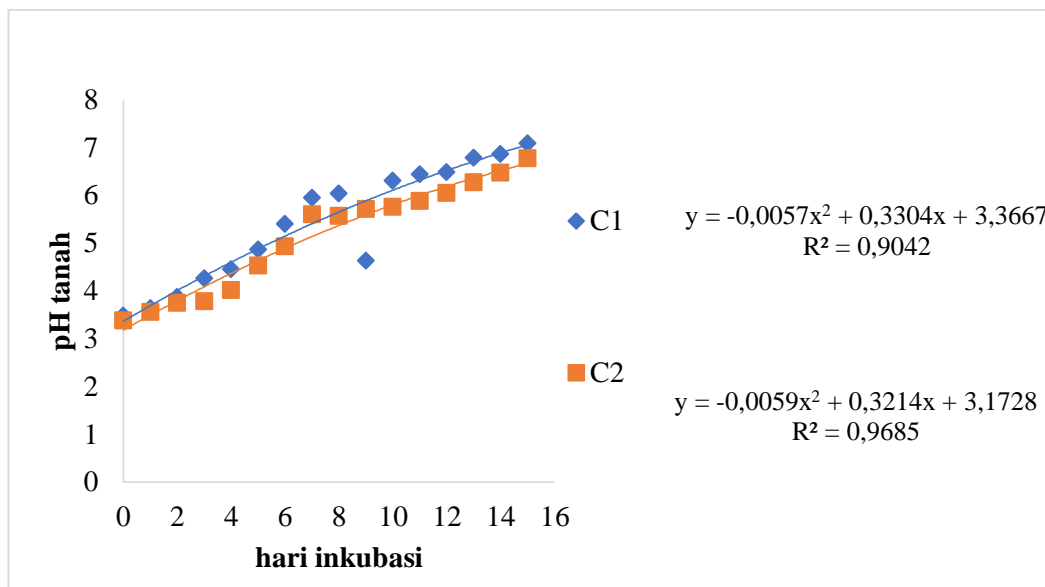 8
7
6
5
4
3
2
1
0
pH tanah
0 2 4 6 8 10 12 14 16
hari inkubasi
C1
y = -0,0057x² + 0,3304x + 3,3667
R² = 0,9042
C2
y = -0,0059x² + 0,3214x + 3,1728
R² = 0,9685